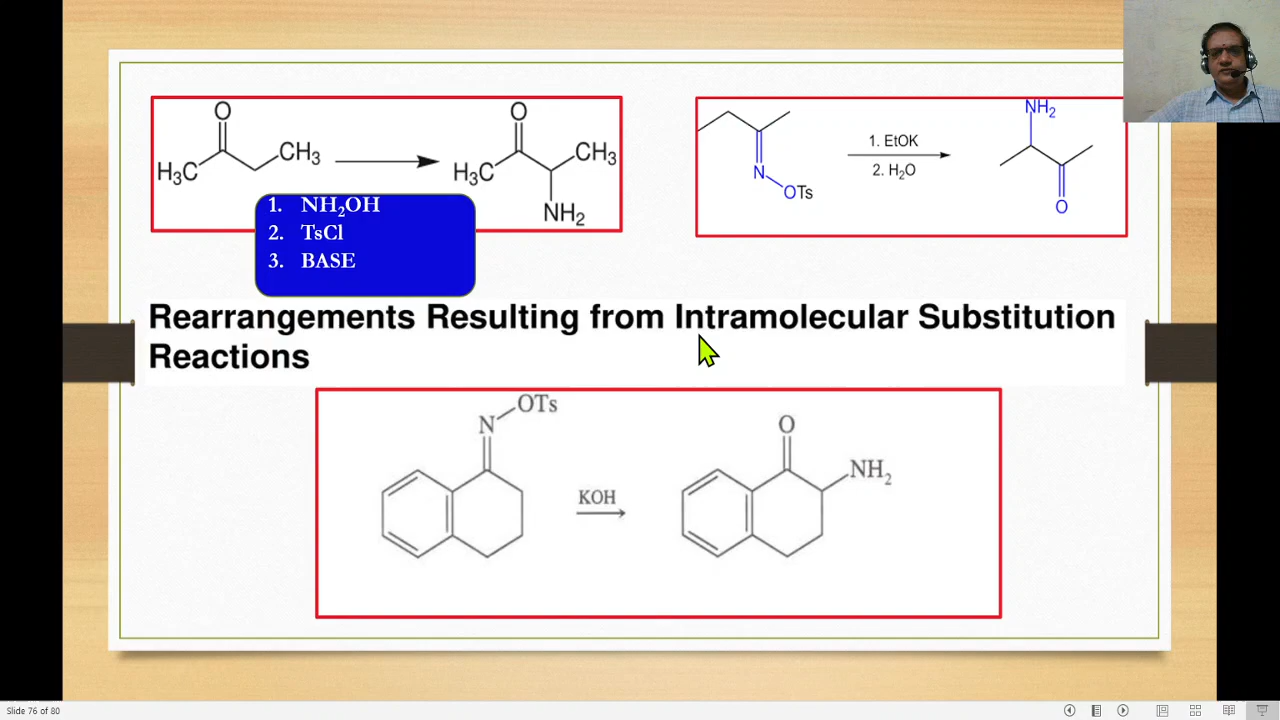 O
H₃C
CH₃
O
H₃C
CH₃
NH₂
1. NH₂OH
2. TsCl
3. BASE
N
OTs
1. EtOK
2. H₂O
NH₂
O
Rearrangements Resulting from Intramolecular Substitution
Reactions
OTs
N
KOH
O
NH₂
Slide 76 of 80